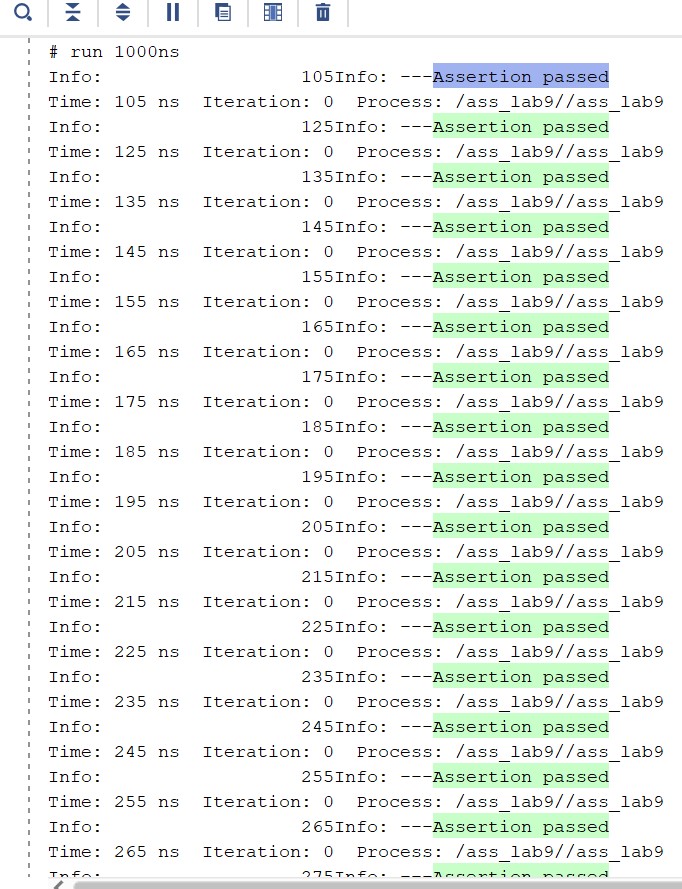 # run 1000ns
Info:                  105Info: ---Assertion passed
Time: 105 ns  Iteration: 0  Process: /ass_lab9//ass_lab9
Info:                  125Info: ---Assertion passed
Time: 125 ns  Iteration: 0  Process: /ass_lab9//ass_lab9
Info:                  135Info: ---Assertion passed
Time: 135 ns  Iteration: 0  Process: /ass_lab9//ass_lab9
Info:                  145Info: ---Assertion passed
Time: 145 ns  Iteration: 0  Process: /ass_lab9//ass_lab9
Info:                  155Info: ---Assertion passed
Time: 155 ns  Iteration: 0  Process: /ass_lab9//ass_lab9
Info:                  165Info: ---Assertion passed
Time: 165 ns  Iteration: 0  Process: /ass_lab9//ass_lab9
Info:                  175Info: ---Assertion passed
Time: 175 ns  Iteration: 0  Process: /ass_lab9//ass_lab9
Info:                  185Info: ---Assertion passed
Time: 185 ns  Iteration: 0  Process: /ass_lab9//ass_lab9
Info:                  195Info: ---Assertion passed
Time: 195 ns  Iteration: 0  Process: /ass_lab9//ass_lab9
Info:                  205Info: ---Assertion passed
Time: 205 ns  Iteration: 0  Process: /ass_lab9//ass_lab9
Info:                  215Info: ---Assertion passed
Time: 215 ns  Iteration: 0  Process: /ass_lab9//ass_lab9
Info:                  225Info: ---Assertion passed
Time: 225 ns  Iteration: 0  Process: /ass_lab9//ass_lab9
Info:                  235Info: ---Assertion passed
Time: 235 ns  Iteration: 0  Process: /ass_lab9//ass_lab9
Info:                  245Info: ---Assertion passed
Time: 245 ns  Iteration: 0  Process: /ass_lab9//ass_lab9
Info:                  255Info: ---Assertion passed
Time: 255 ns  Iteration: 0  Process: /ass_lab9//ass_lab9
Info:                  265Info: ---Assertion passed
Time: 265 ns  Iteration: 0  Process: /ass_lab9//ass_lab9
Info:                  275Info: ---Assertion passed